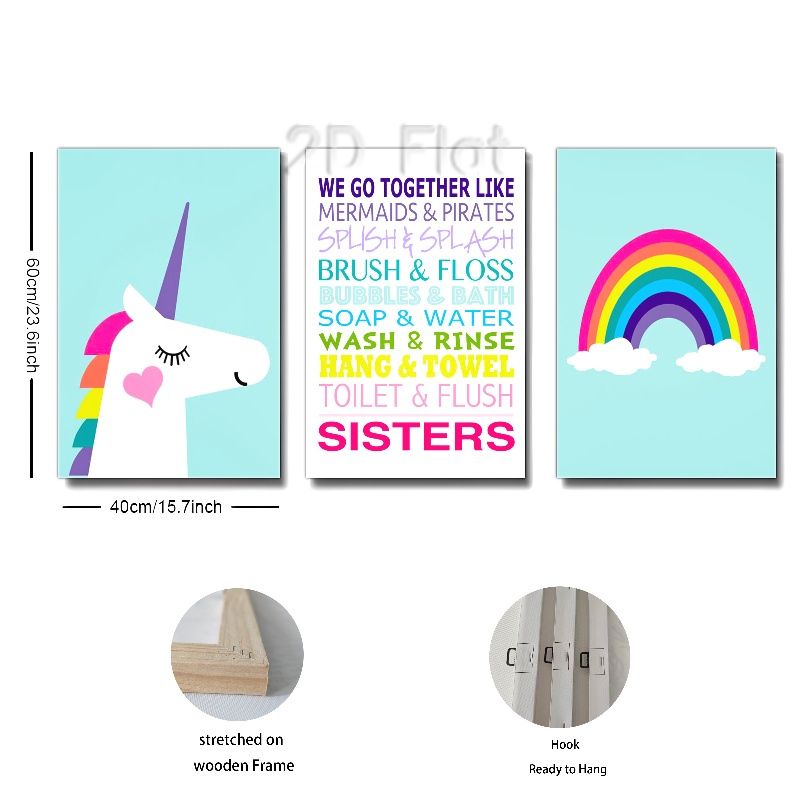 2D Flat
WE GO TOGETHER LIKE
MERMAIDS & PIRATES
SPLISH & SPLASH
BRUSH & FLOSS
BUBBLES & BATH
SOAP & WATER
WASH & RINSE
HANG & TOWEL
TOILET & FLUSH
SISTERS
60cm/23.6inch
40cm/15.7inch
stretched on
wooden Frame
Hook
Ready to Hang